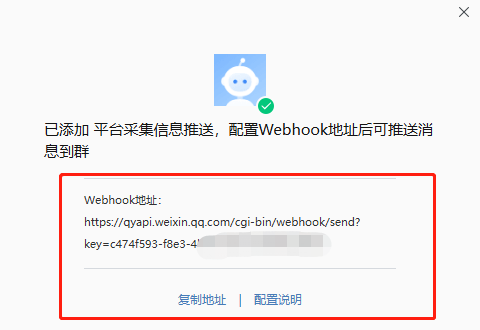 已添加 平台采集信息推送，配置Webhook地址后可推送消
息到群
Webhook地址：
https://qyapi.weixin.qq.com/cgi-bin/webhook/send?
key=c474f593-f8e3-4
复制地址 | 配置说明